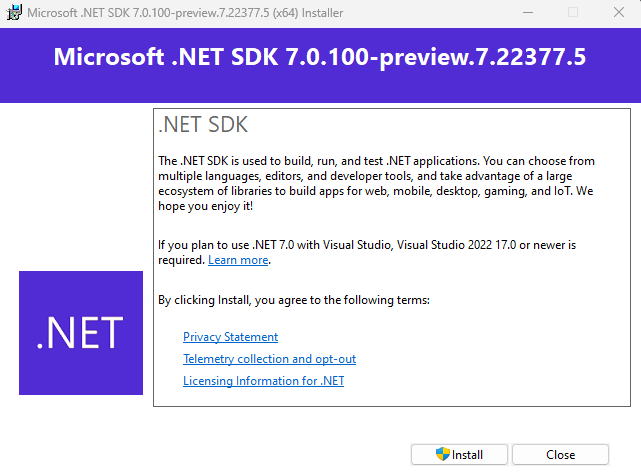 Microsoft .NET SDK 7.0.100-preview.7.22377.5 (x64) Installer
Microsoft .NET SDK 7.0.100-preview.7.22377.5
.NET SDK
The .NET SDK is used to build, run, and test .NET applications. You can choose from
multiple languages, editors, and developer tools, and take advantage of a large
ecosystem of libraries to build apps for web, mobile, desktop, gaming, and IoT. We
hope you enjoy it!
If you plan to use .NET 7.0 with Visual Studio, Visual Studio 2022 17.0 or newer is
required. Learn more.
By clicking Install, you agree to the following terms:
.NET
Privacy Statement
Telemetry collection and opt-out
Licensing Information for .NET
Install
Close